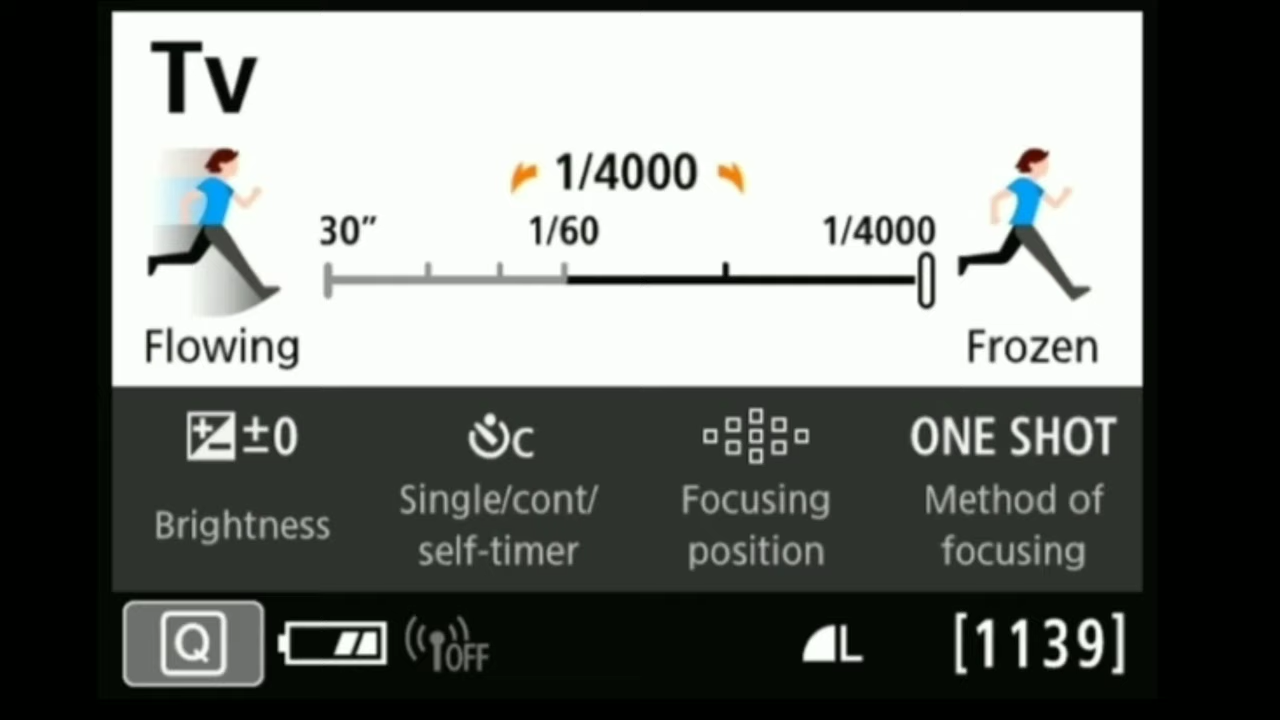 Tv
1/4000
30” 1/60 1/4000
Flowing Frozen
±0 c ONE SHOT
Brightness
Single/cont/
self-timer
Focusing
position
Method of
focusing
Q OFF L [1139]